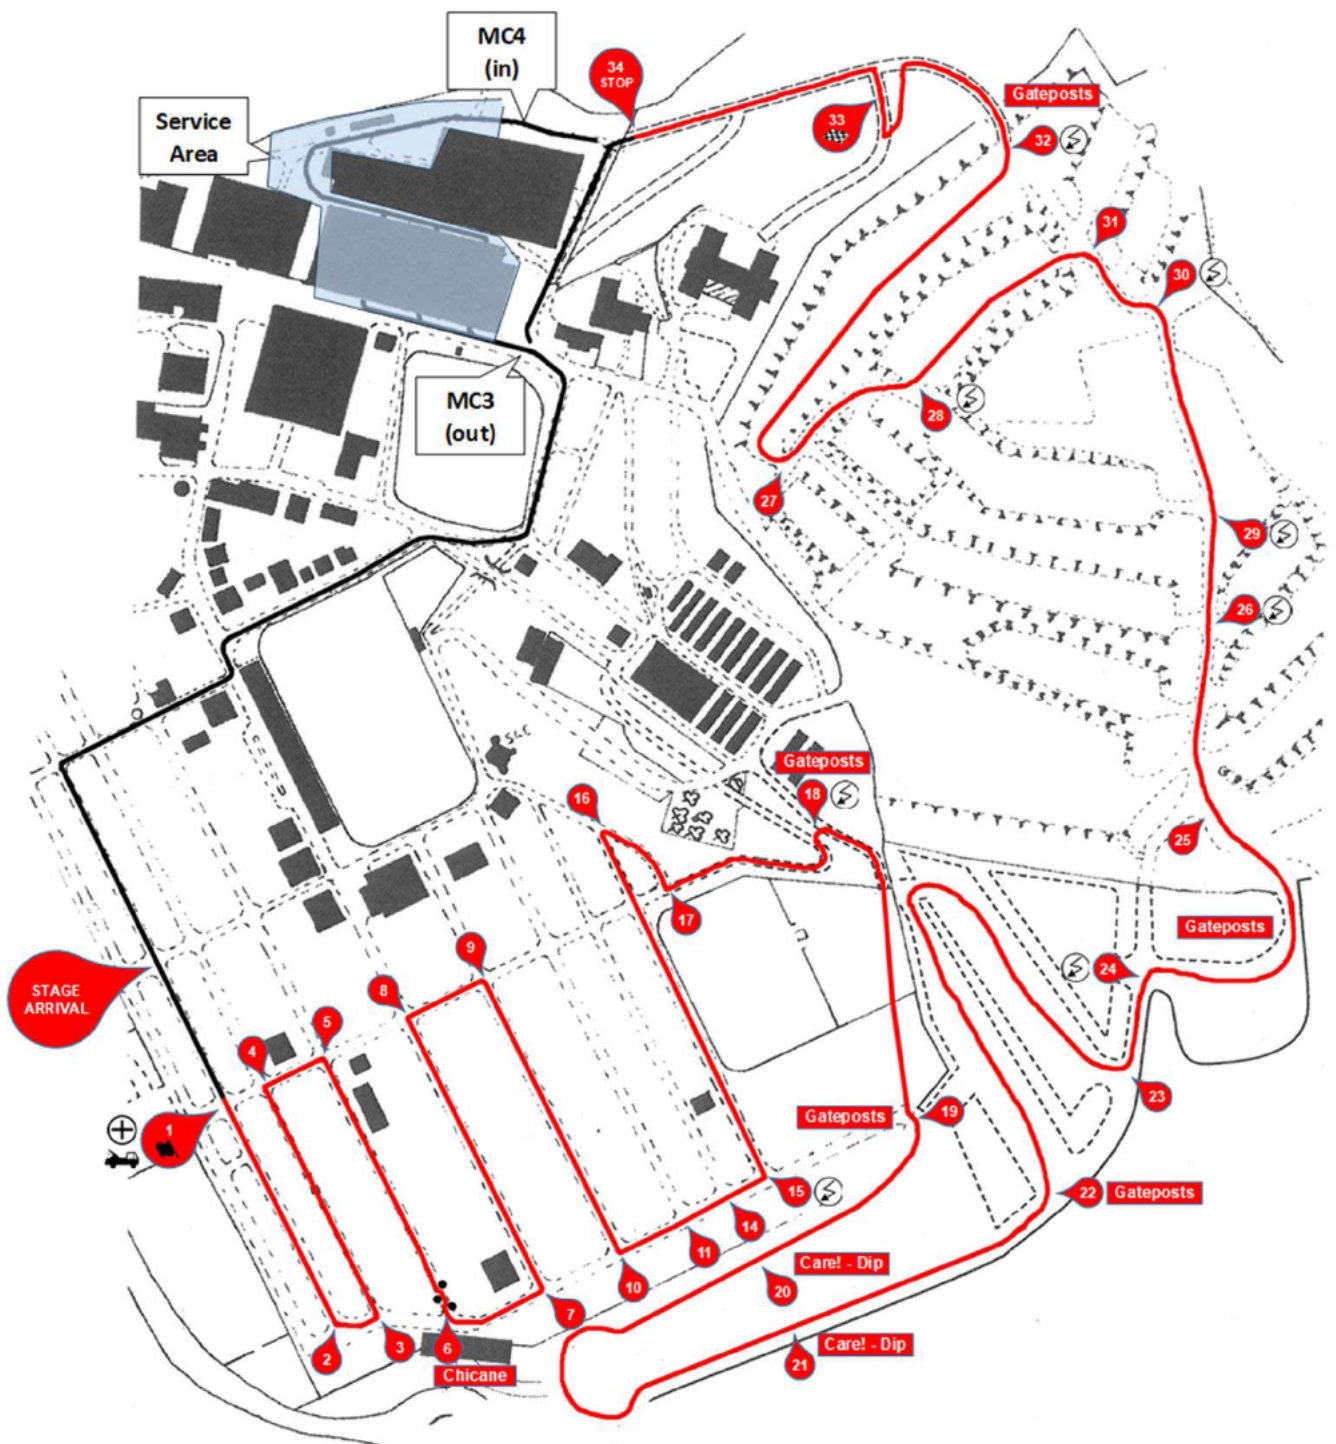 MC4
(in)
34
STOP
Service
Area
Gateposts
33
32
31
30
MC3
(out)
28
27
29
26
S.L.C
Gateposts
16
18
25
17
Gateposts
9
24
STAGE
ARRIVAL
8
5
4
23
Gateposts
19
1
15
22
Gateposts
14
11
Care! - Dip
10
20
7
3
6
2
Care! - Dip
21
Chicane